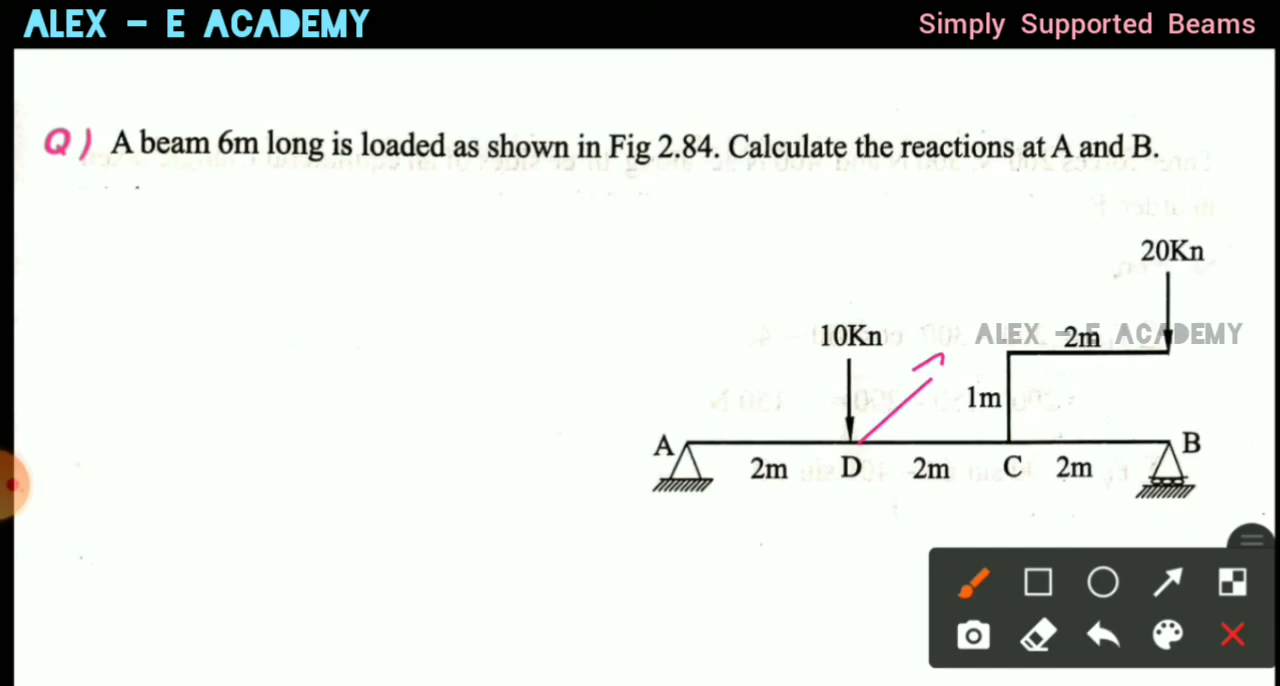 ALEX - E ACADEMY
Simply Supported Beams
Q) A beam 6m long is loaded as shown in Fig 2.84. Calculate the reactions at A and B.
20Kn
10Kn
ALEX - E ACADEMY
2m
1m
A
B
2m
D
2m
C
2m